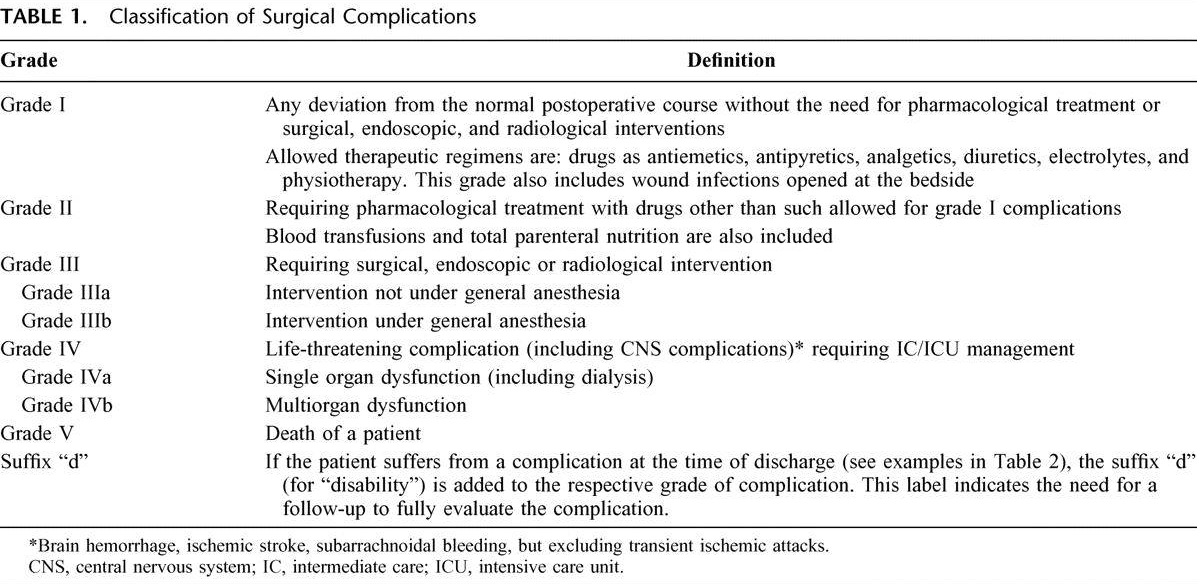 TABLE 1. Classification of Surgical Complications
Grade Definition
Grade I Any deviation from the normal postoperative course without the need for pharmacological treatment or
surgical, endoscopic, and radiological interventions
Allowed therapeutic regimens are: drugs as antiemetics, antipyretics, analgetics, diuretics, electrolytes, and
physiotherapy. This grade also includes wound infections opened at the bedside
Grade II Requiring pharmacological treatment with drugs other than such allowed for grade I complications
Blood transfusions and total parenteral nutrition are also included
Grade III Requiring surgical, endoscopic or radiological intervention
Grade IIIa Intervention not under general anesthesia
Grade IIIb Intervention under general anesthesia
Grade IV Life-threatening complication (including CNS complications)* requiring IC/ICU management
Grade IVa Single organ dysfunction (including dialysis)
Grade IVb Multiorgan dysfunction
Grade V Death of a patient
Suffix “d” If the patient suffers from a complication at the time of discharge (see examples in Table 2), the suffix “d”
(for “disability”) is added to the respective grade of complication. This label indicates the need for a
follow-up to fully evaluate the complication.
*Brain hemorrhage, ischemic stroke, subarrachnoidal bleeding, but excluding transient ischemic attacks.
CNS, central nervous system; IC, intermediate care; ICU, intensive care unit.